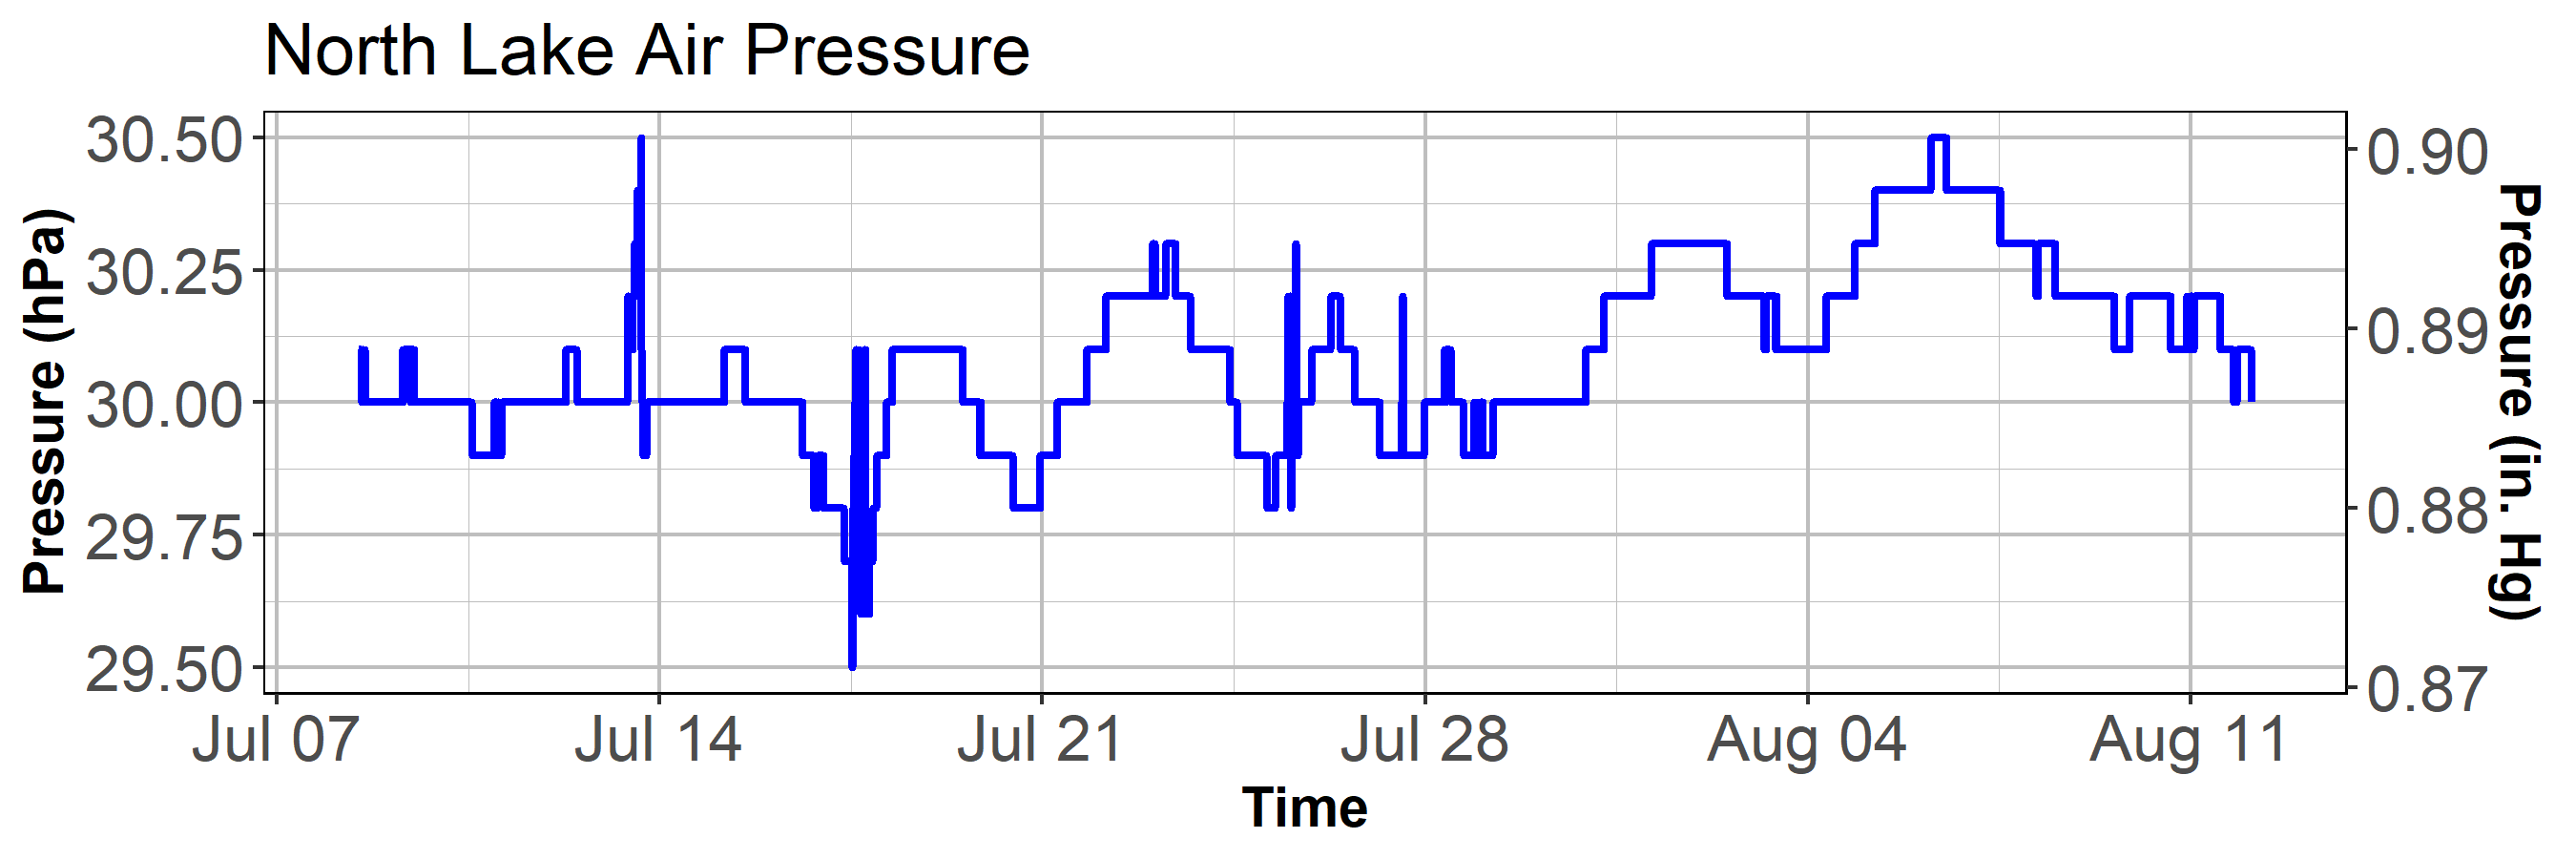 North Lake Air Pressure
Pressure (hPa)
30.50
30.25
30.00
29.75
29.50
0.90
0.89
0.88
0.87
Pressure (in. Hg)
Jul 07
Jul 14
Jul 21
Jul 28
Aug 04
Aug 11
Time